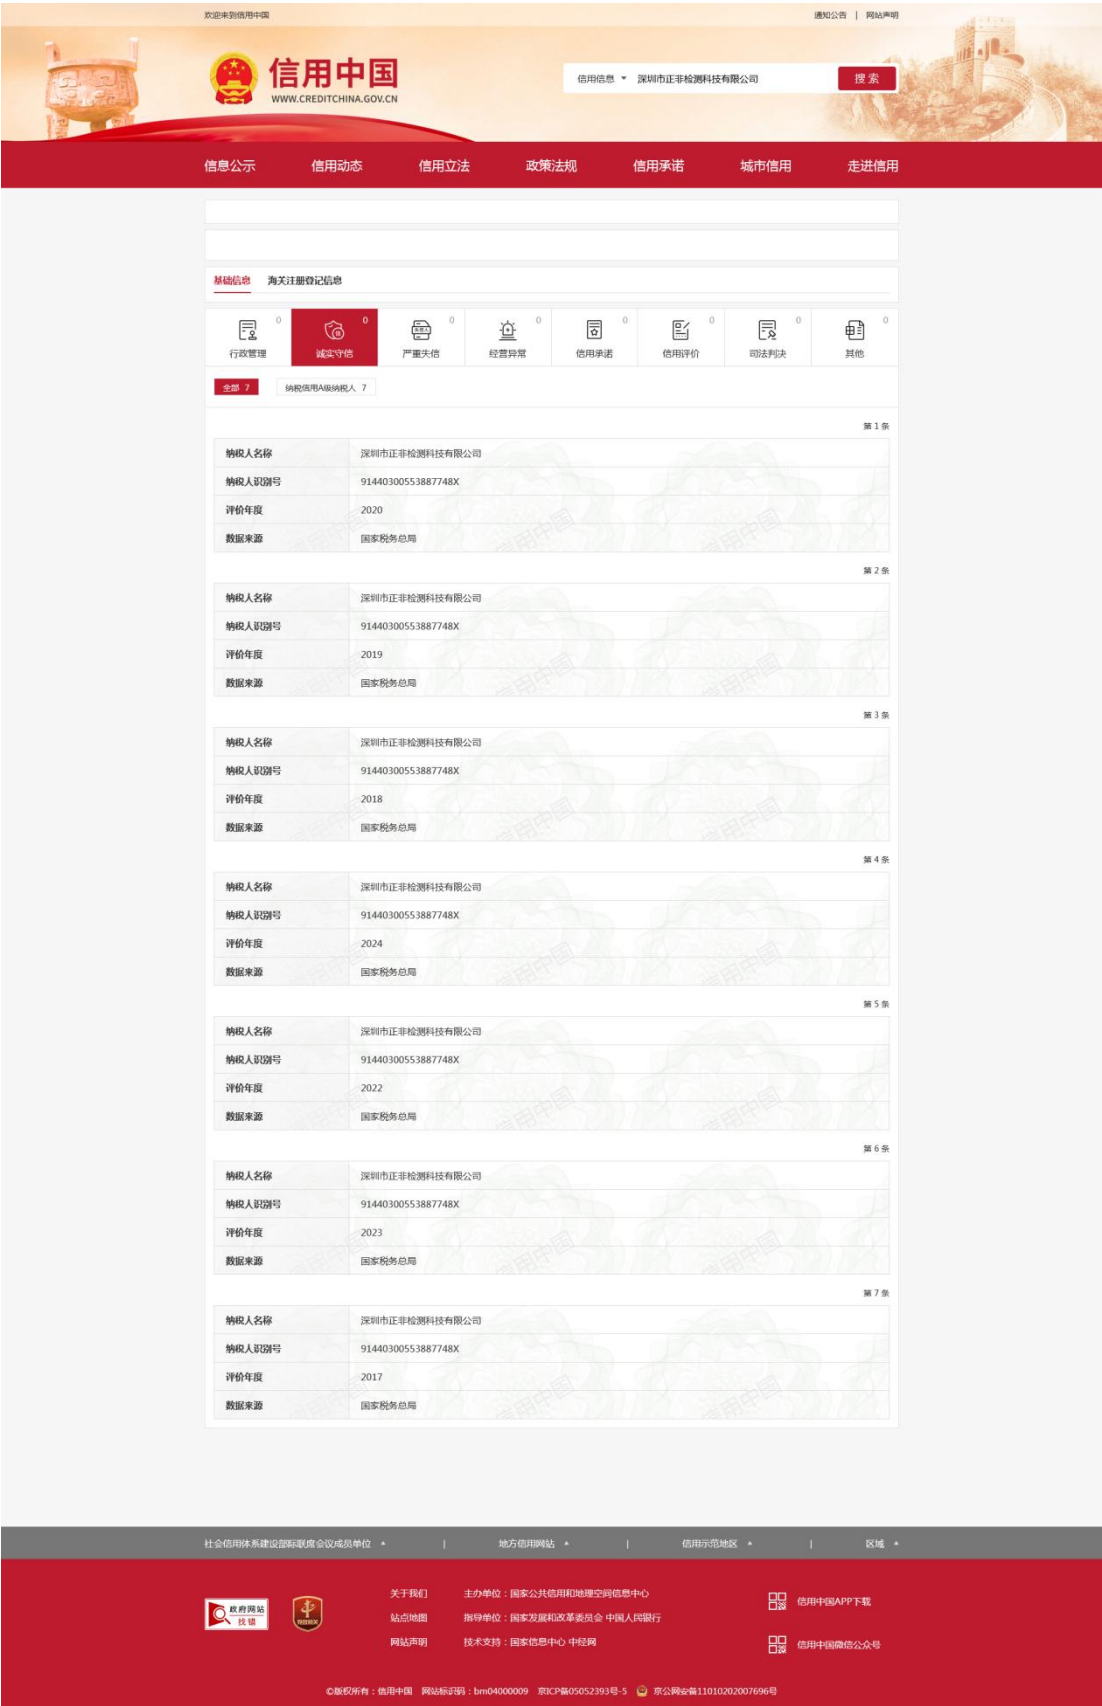 欢迎来到信用中国
通知公告 | 网站声明
信用中国
WWW.CREDITCHINA.GOV.CN
信用信息 深圳市正非检测科技有限公司 搜索
信息公示 信用动态 信用立法 政策法规 信用承诺 城市信用 走进信用
基础信息 海关注册登记信息
0 0 0 0 0 0 0 0
行政管理 诚实守信 严重失信 经营异常 信用承诺 信用评价 司法判决 其他
全部 7 纳税信用A级纳税人 7
第 1 条
纳税人名称 深圳市正非检测科技有限公司
纳税人识别号 91440300553887748X
评价年度 2020
数据来源 国家税务总局
第 2 条
纳税人名称 深圳市正非检测科技有限公司
纳税人识别号 91440300553887748X
评价年度 2019
数据来源 国家税务总局
第 3 条
纳税人名称 深圳市正非检测科技有限公司
纳税人识别号 91440300553887748X
评价年度 2018
数据来源 国家税务总局
第 4 条
纳税人名称 深圳市正非检测科技有限公司
纳税人识别号 91440300553887748X
评价年度 2024
数据来源 国家税务总局
第 5 条
纳税人名称 深圳市正非检测科技有限公司
纳税人识别号 91440300553887748X
评价年度 2022
数据来源 国家税务总局
第 6 条
纳税人名称 深圳市正非检测科技有限公司
纳税人识别号 91440300553887748X
评价年度 2023
数据来源 国家税务总局
第 7 条
纳税人名称 深圳市正非检测科技有限公司
纳税人识别号 91440300553887748X
评价年度 2017
数据来源 国家税务总局
社会信用体系建设部际联席会议成员单位 | 地方信用网站 | 信用示范地区 | 区域
政府网站
找错
关于我们 主办单位：国家公共信用和地理空间信息中心
信用中国APP下载
站点地图 指导单位：国家发展和改革委员会 中国人民银行
网站声明 技术支持：国家信息中心 中经网
信用中国微信公众号
©版权所有：信用中国 网站标识码：bm04000009 京ICP备05052393号-5 京公网安备11010202007696号